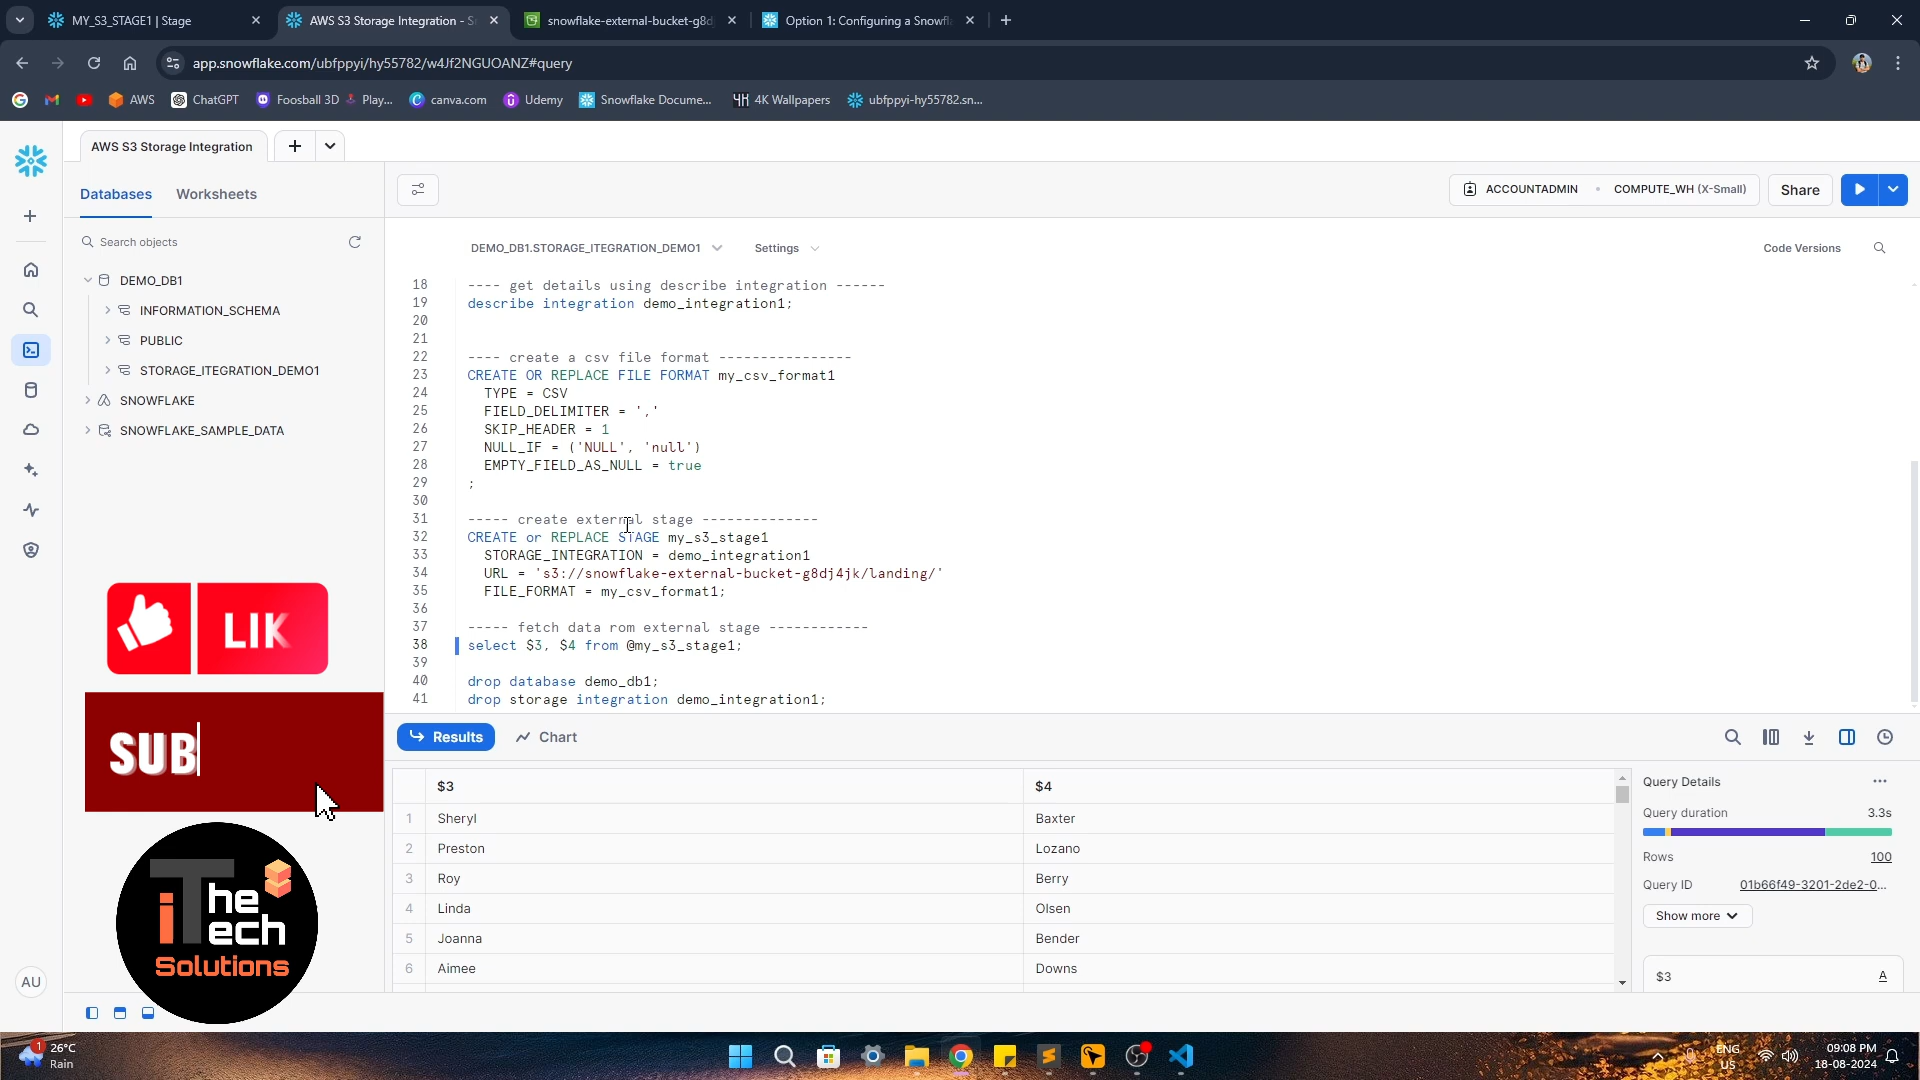 MY_S3_STAGE1 | Stage
AWS S3 Storage Integration - S
snowflake-external-bucket-g8d
Option 1: Configuring a Snowfl
app.snowflake.com/ubfppyi/hy55782/w4Jf2NGUOANZ#query
AWS
ChatGPT
Foosball 3D
Play...
canva.com
Udemy
Snowflake Docume...
4K Wallpapers
ubfppyi-hy55782.sn...
AWS S3 Storage Integration
Databases
Worksheets
ACCOUNTADMIN
COMPUTE_WH (X-Small)
Share
Search objects
DEMO_DB1
INFORMATION_SCHEMA
PUBLIC
STORAGE_ITEGRATION_DEMO1
SNOWFLAKE
SNOWFLAKE_SAMPLE_DATA
DEMO_DB1.STORAGE_ITEGRATION_DEMO1
Settings
Code Versions
18 ---- get details using describe integration ------
19 describe integration demo_integration1;
20
21
22 ---- create a csv file format ----------------
23 CREATE OR REPLACE FILE FORMAT my_csv_format1
24 TYPE = CSV
25 FIELD_DELIMITER = ','
26 SKIP_HEADER = 1
27 NULL_IF = ('NULL', 'null')
28 EMPTY_FIELD_AS_NULL = true
29 ;
30
31 ----- create external stage --------------
32 CREATE or REPLACE STAGE my_s3_stage1
33 STORAGE_INTEGRATION = demo_integration1
34 URL = 's3://snowflake-external-bucket-g8dj4jk/landing/'
35 FILE_FORMAT = my_csv_format1;
36
37 ----- fetch data rom external stage ------------
38 select $3, $4 from @my_s3_stage1;
39
40 drop database demo_db1;
41 drop storage integration demo_integration1;
LIK
SUB
The
iTech
Solutions
AU
Results
Chart
$3
$4
1 Sheryl Baxter
2 Preston Lozano
3 Roy Berry
4 Linda Olsen
5 Joanna Bender
6 Aimee Downs
Query Details
Query duration
3.3s
Rows
100
Query ID
01b66f49-3201-2de2-0...
Show more
$3
A
1
26°C
Rain
ENG
US
09:08 PM
18-08-2024